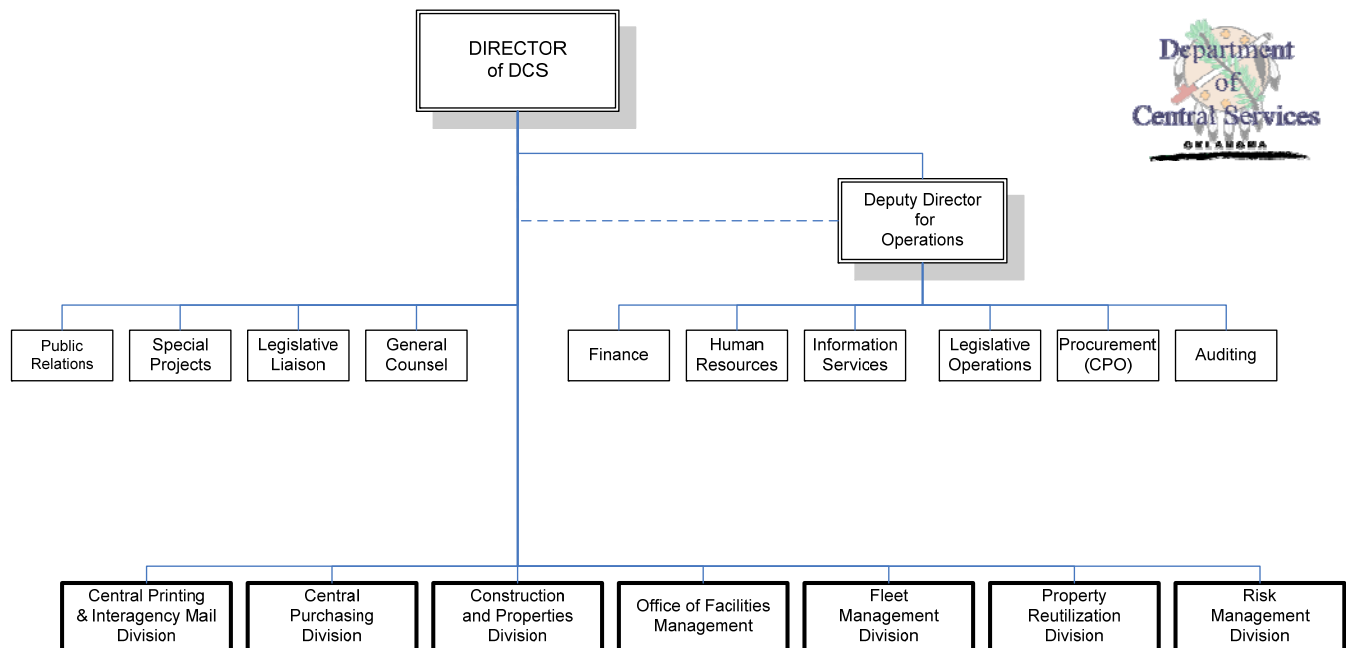 DIRECTOR
of DCS
Department
of
Central Services
OKLAHOMA
Deputy Director
for
Operations
Public
Relations
Special
Projects
Legislative
Liaison
General
Counsel
Finance
Human
Resources
Information
Services
Legislative
Operations
Procurement
(CPO)
Auditing
Central Printing
& Interagency Mail
Division
Central
Purchasing
Division
Construction
and Properties
Division
Office of Facilities
Management
Fleet
Management
Division
Property
Reutilization
Division
Risk
Management
Division